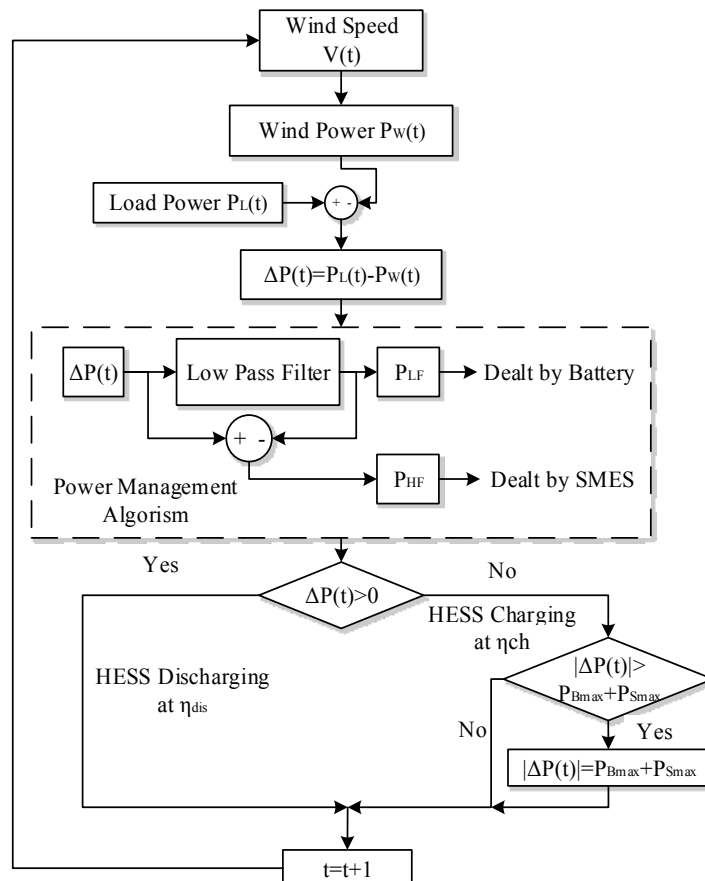 Wind Speed
V(t)
Wind Power PW(t)
Load Power PL(t)
+ -
ΔP(t)=PL(t)-PW(t)
ΔP(t)
Low Pass Filter
PLF
Dealt by Battery
+ -
PHF
Dealt by SMES
Power Management
Algorism
Yes
No
ΔP(t)>0
HESS Charging
at ηch
HESS Discharging
at ηdis
|ΔP(t)|>
PBmax+PSmax
No
Yes
|ΔP(t)|=PBmax+PSmax
t=t+1